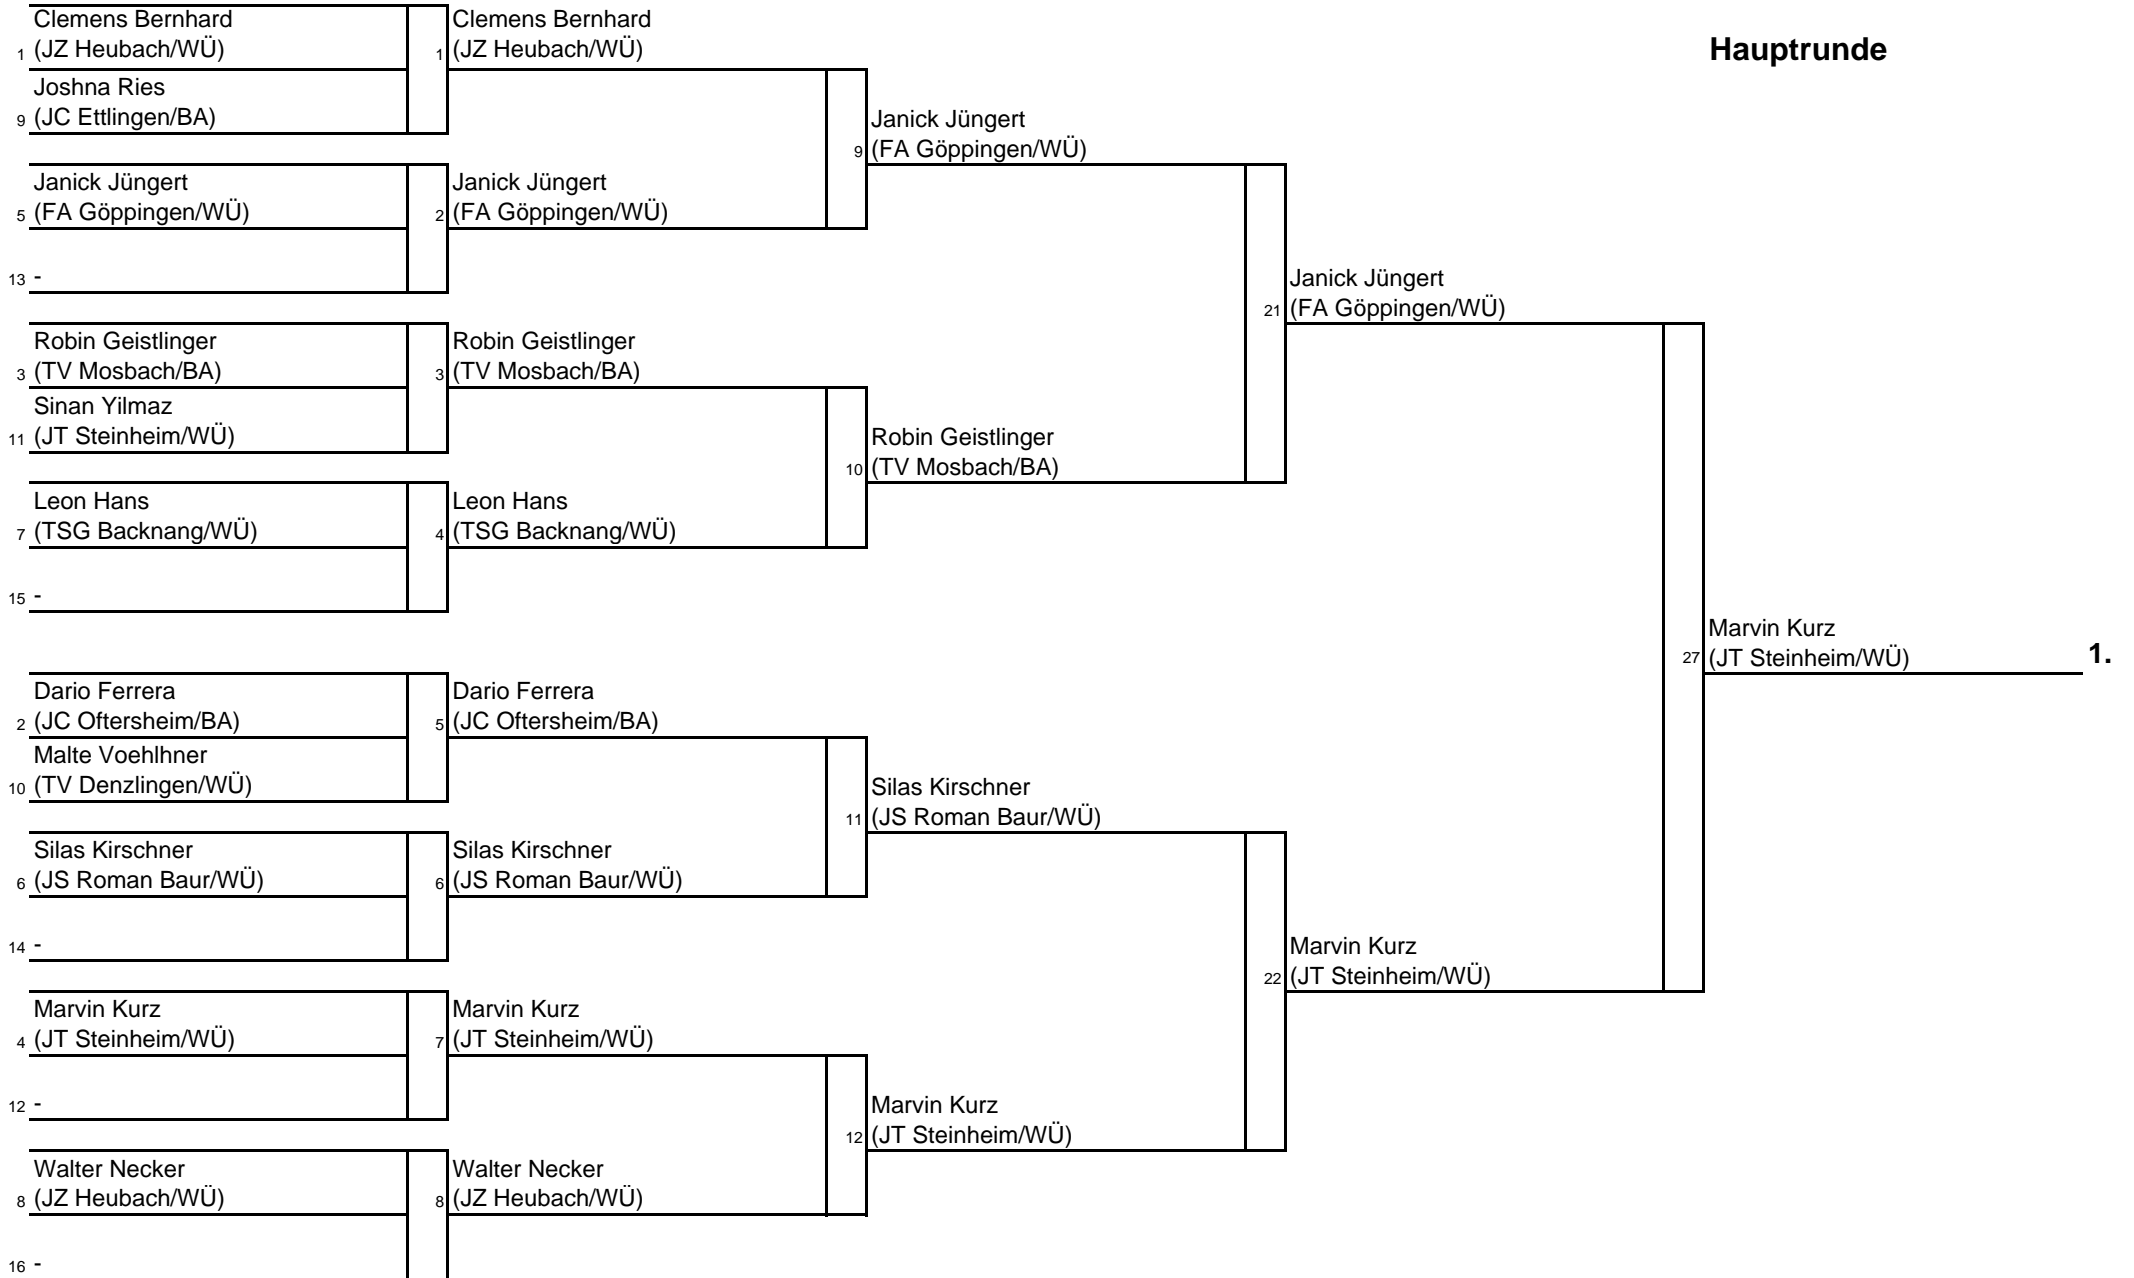 Hauptrunde
Clemens Bernhard
1 (JZ Heubach/WÜ)
Joshna Ries
9 (JC Ettlingen/BA)
Janick Jüngert
5 (FA Göppingen/WÜ)
13 -
Robin Geistlinger
3 (TV Mosbach/BA)
Sinan Yilmaz
11 (JT Steinheim/WÜ)
Leon Hans
7 (TSG Backnang/WÜ)
15 -
Dario Ferrera
2 (JC Oftersheim/BA)
Malte Voehlhner
10 (TV Denzlingen/WÜ)
Silas Kirschner
6 (JS Roman Baur/WÜ)
14 -
Marvin Kurz
4 (JT Steinheim/WÜ)
12 -
Walter Necker
8 (JZ Heubach/WÜ)
16 -
Clemens Bernhard
1 (JZ Heubach/WÜ)
Janick Jüngert
2 (FA Göppingen/WÜ)
Robin Geistlinger
3 (TV Mosbach/BA)
Leon Hans
4 (TSG Backnang/WÜ)
Dario Ferrera
5 (JC Oftersheim/BA)
Silas Kirschner
6 (JS Roman Baur/WÜ)
Marvin Kurz
7 (JT Steinheim/WÜ)
Walter Necker
8 (JZ Heubach/WÜ)
Janick Jüngert
9 (FA Göppingen/WÜ)
Robin Geistlinger
10 (TV Mosbach/BA)
Silas Kirschner
11 (JS Roman Baur/WÜ)
Marvin Kurz
12 (JT Steinheim/WÜ)
Janick Jüngert
21 (FA Göppingen/WÜ)
Marvin Kurz
22 (JT Steinheim/WÜ)
Marvin Kurz
27 (JT Steinheim/WÜ) 1.